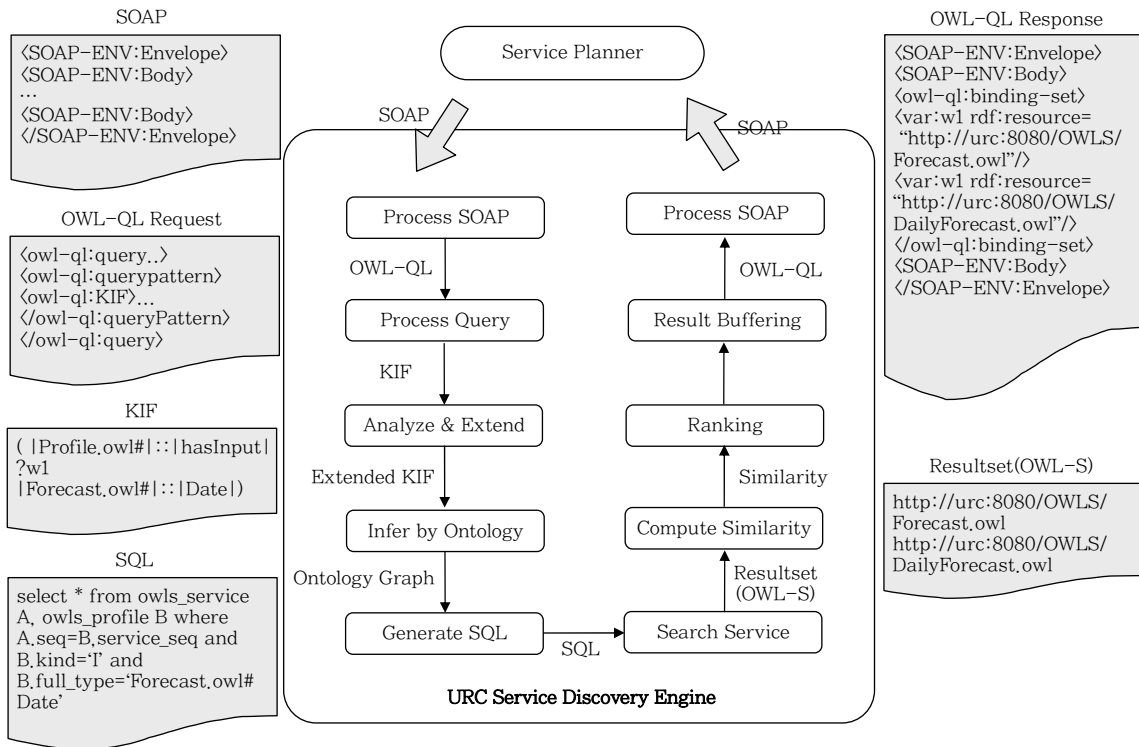 SOAP
<SOAP-ENV:Envelope>
<SOAP-ENV:Body>
...
<SOAP-ENV:Body>
</SOAP-ENV:Envelope>
OWL-QL Request
<owl-ql:query..>
<owl-ql:querypattern>
<owl-ql:KIF>...
</owl-ql:queryPattern>
</owl-ql:query>
KIF
( |Profile.owl#|::|hasInput|
?w1
|Forecast.owl#|::|Date|)
SQL
select * from owls_service
A, owls_profile B where
A.seq=B.service_seq and
B.kind=‘I’ and
B.full_type=‘Forecast.owl#
Date’
Service Planner
SOAP
SOAP
Process SOAP
OWL-QL
Process Query
KIF
Analyze & Extend
Extended KIF
Infer by Ontology
Ontology Graph
Generate SQL
SQL
Search Service
Resultset
(OWL-S)
Compute Similarity
Similarity
Ranking
Result Buffering
OWL-QL
Process SOAP
URC Service Discovery Engine
OWL-QL Response
<SOAP-ENV:Envelope>
<SOAP-ENV:Body>
<owl-ql:binding-set>
<var:w1 rdf:resource=
“http://urc:8080/OWLS/
Forecast.owl”/>
<var:w1 rdf:resource=
“http://urc:8080/OWLS/
DailyForecast.owl”/>
</owl-ql:binding-set>
<SOAP-ENV:Body>
</SOAP-ENV:Envelope>
Resultset(OWL-S)
http://urc:8080/OWLS/
Forecast.owl
http://urc:8080/OWLS/
DailyForecast.owl